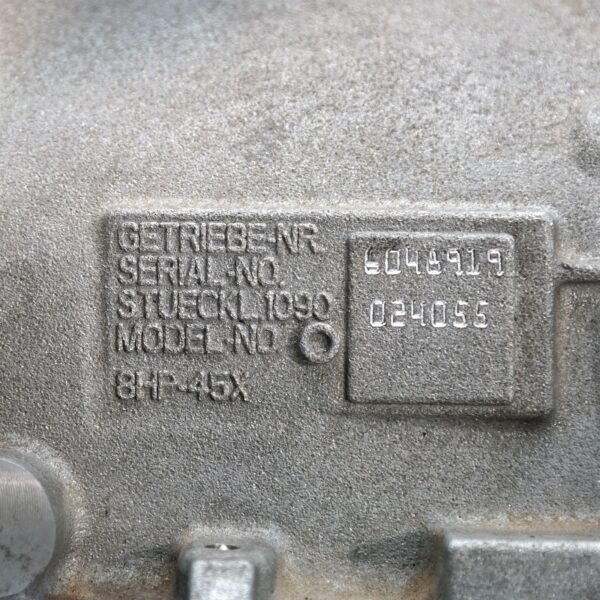 GETRIEBE-NR.
SERIAL-NO.
STUECKL.1090
MODEL-NO
8HP-45X
6048919
024055